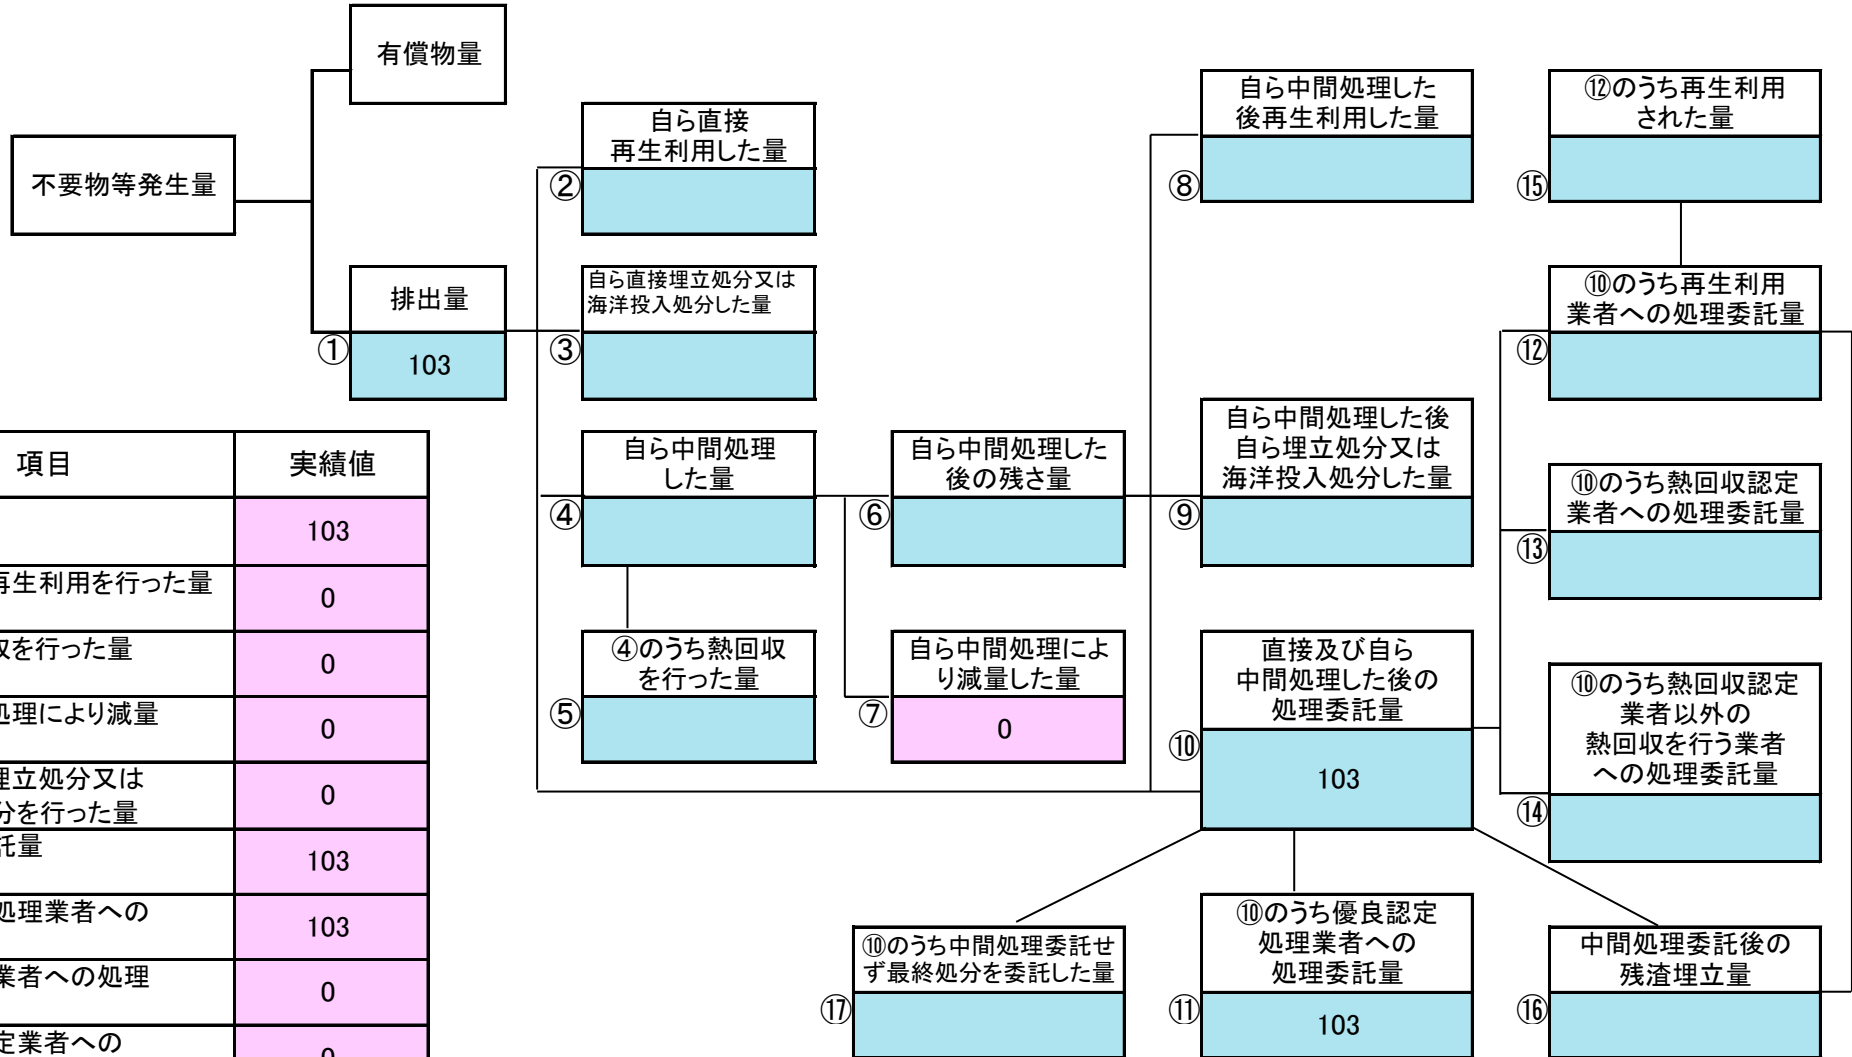 有償物量
不要物等発生量
排出量
①
103
自ら直接
再生利用した量
②
自ら直接埋立処分又は
海洋投入処分した量
③
自ら中間処理
した量
④
④のうち熱回収
を行った量
⑤
自ら中間処理した
後の残さ量
⑥
自ら中間処理によ
り減量した量
⑦
0
自ら中間処理した
後再生利用した量
⑧
自ら中間処理した後
自ら埋立処分又は
海洋投入処分した量
⑨
直接及び自ら
中間処理した後の
処理委託量
⑩
103
⑫のうち再生利用
された量
⑮
⑩のうち再生利用
業者への処理委託量
⑫
⑩のうち熱回収認定
業者への処理委託量
⑬
⑩のうち熱回収認定
業者以外の
熱回収を行う業者
への処理委託量
⑭
⑩のうち中間処理委託せ
ず最終処分を委託した量
⑰
⑩のうち優良認定
処理業者への
処理委託量
⑪
103
中間処理委託後の
残渣埋立量
⑯
項目 実績値
103
再生利用を行った量 0
収を行った量 0
処理により減量 0
埋立処分又は
分を行った量 0
託量 103
処理業者への 103
業者への処理 0
定業者への 0